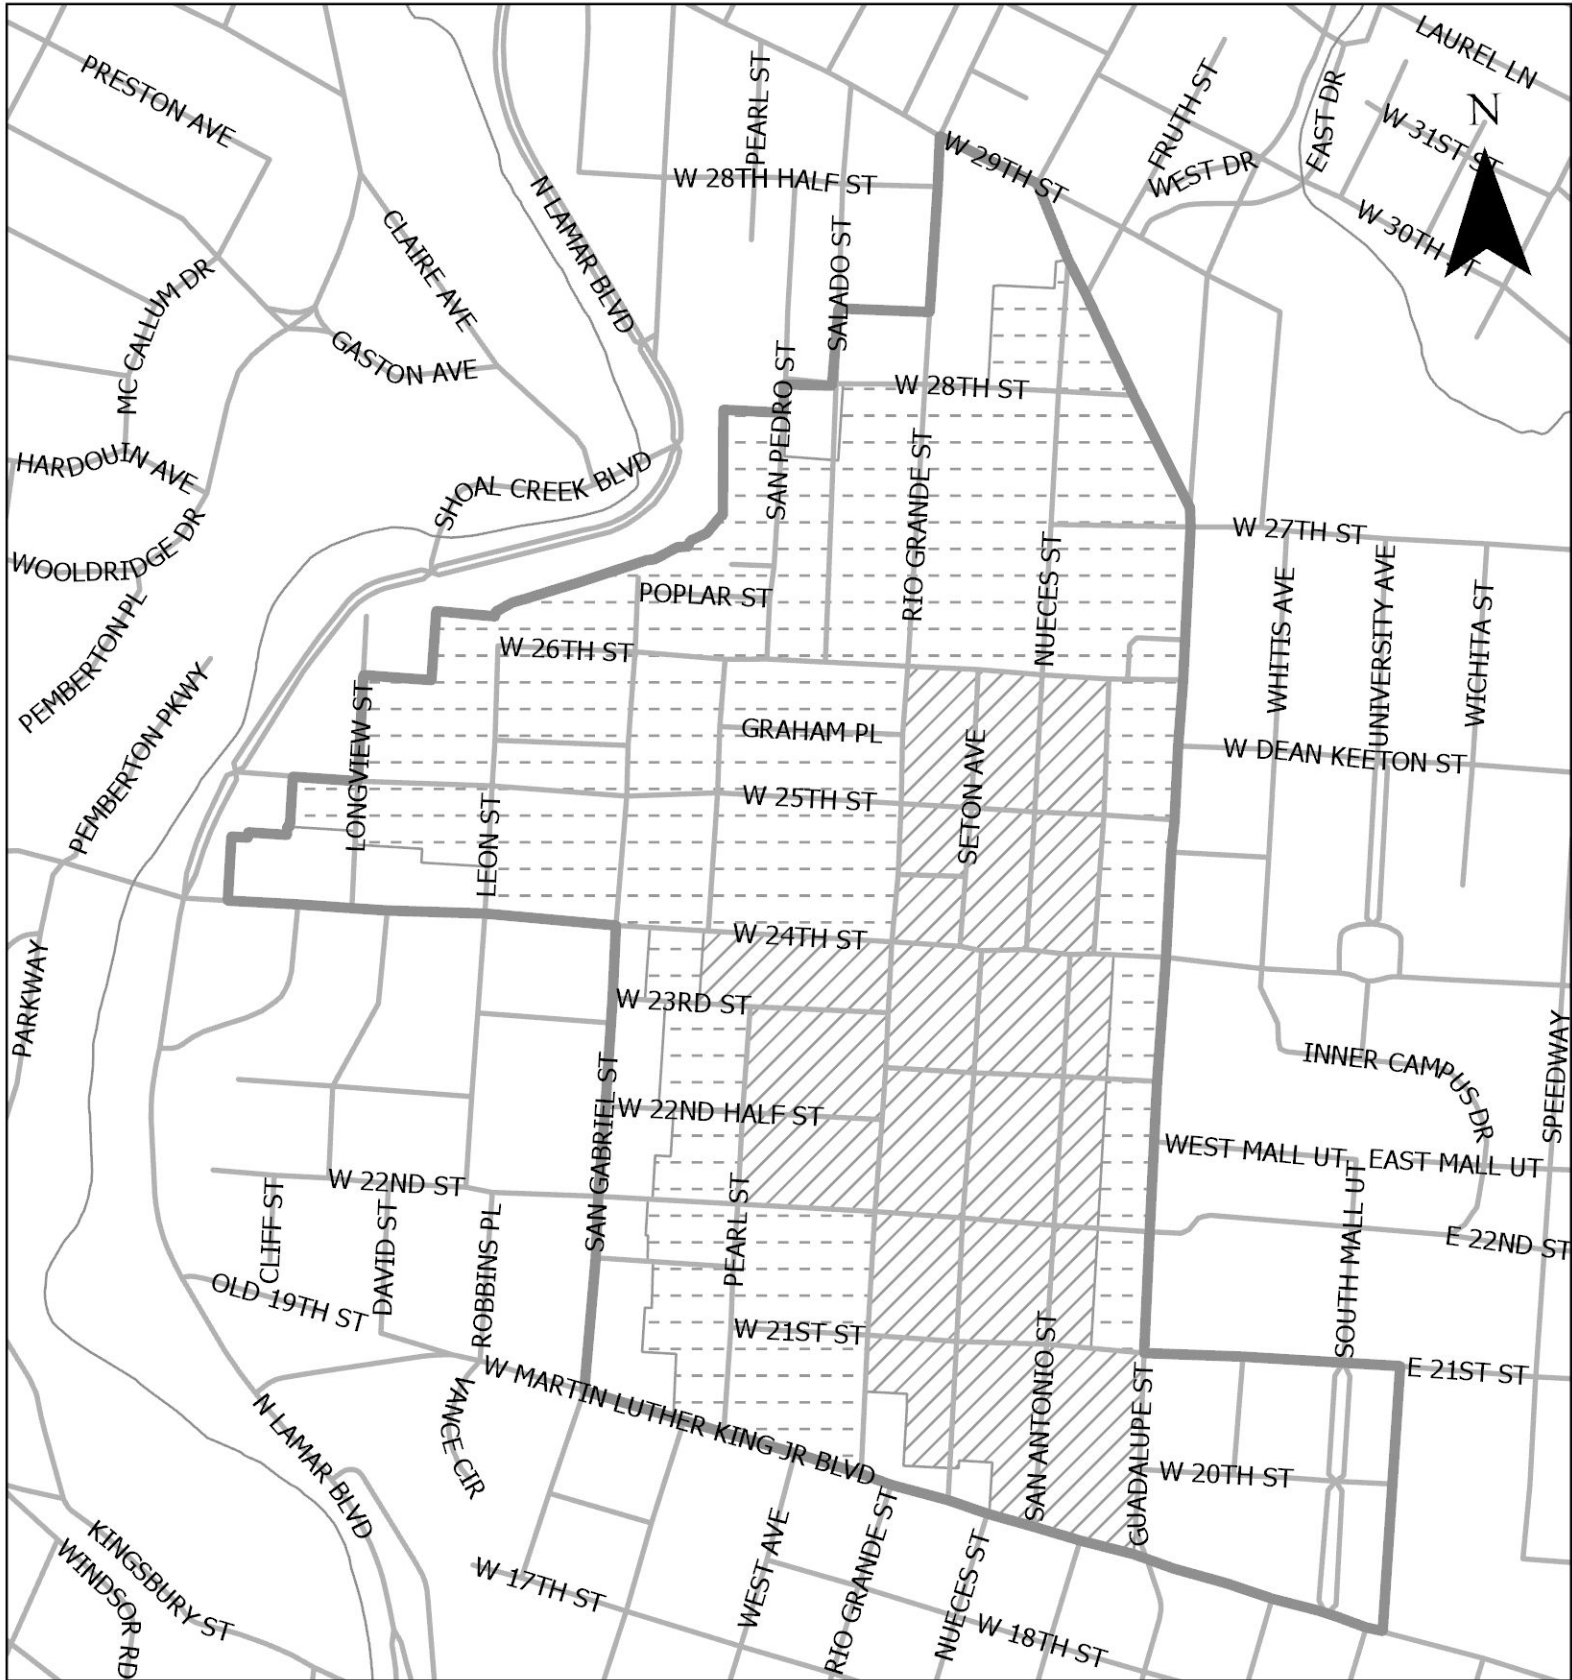 LAUREL LN
PRESTON AVE
PEARL ST
FRUTH ST
EAST DR
N
W 31ST ST
W 29TH ST
WEST DR
W 28TH HALF ST
N LAMAR BLVD
CLAIRE AVE
SALADO ST
W 30TH ST
MC CALLUM DR
GASTON AVE
SAN PEDRO ST
W 28TH ST
HARDOUIN AVE
SHOAL CREEK BLVD
RIO GRANDE ST
W 27TH ST
WOOLDRIDGE DR
POPLAR ST
NUECES ST
WHITIS AVE
UNIVERSITY AVE
WICHITA ST
PEMBERTON PL
W 26TH ST
PEMBERTON PKWY
LONGVIEW ST
GRAHAM PL
SETON AVE
W DEAN KEETON ST
LEON ST
W 25TH ST
W 24TH ST
PARKWAY
W 23RD ST
INNER CAMPUS DR
SPEEDWAY
SAN GABRIEL ST
W 22ND HALF ST
WEST MALL UT
EAST MALL UT
W 22ND ST
CLIFF ST
DAVID ST
ROBBINS PL
PEARL ST
SOUTH MALL UT
E 22ND ST
OLD 19TH ST
W 21ST ST
SAN ANTONIO ST
E 21ST ST
W MARTIN LUTHER KING JR BLVD
GUADALUPE ST
VANCE CIR
N LAMAR BLVD
W 20TH ST
KINGSBURY ST
WINDSOR RD
W 17TH ST
WEST AVE
RIO GRANDE ST
NUECES ST
W 18TH ST